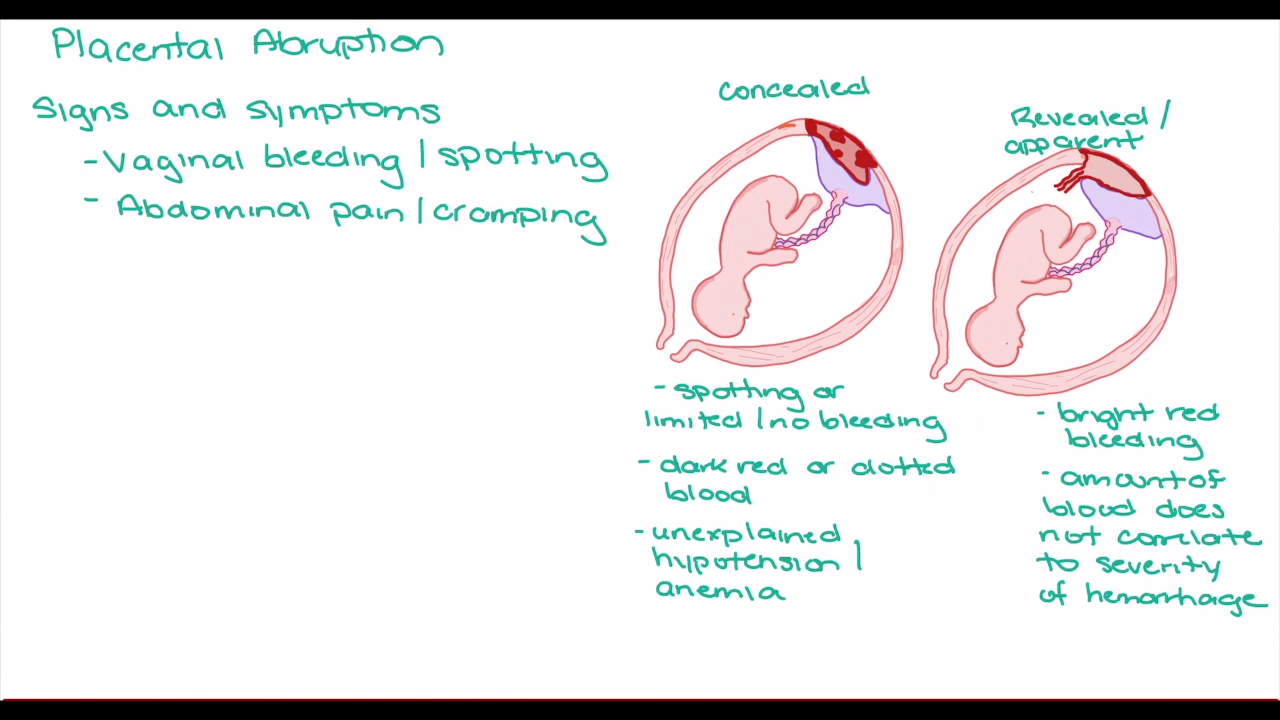 Placental Abruption
Signs and symptoms
- Vaginal bleeding / spotting
- Abdominal pain / cramping
concealed
- spotting or
limited / no bleeding
- dark red or clotted
blood
- unexplained
hypotension /
anemia
Revealed /
apparent
- bright red
bleeding
- amount of
blood does
not correlate
to severity
of hemorrhage